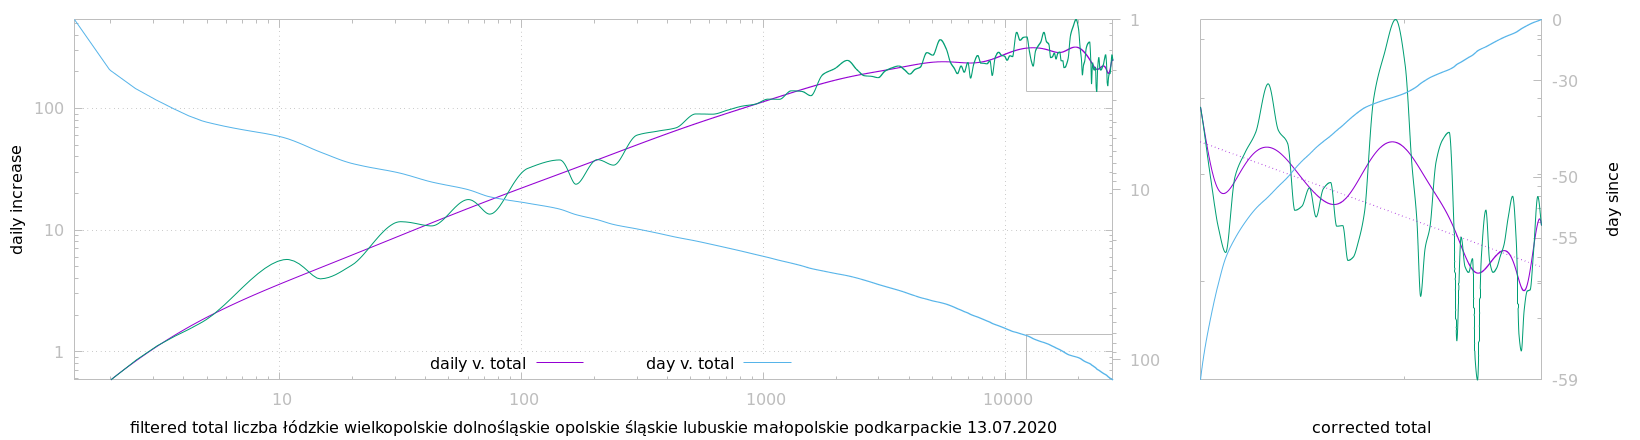 daily increase
100
10
1
10
100
1000
10000
1
10
100
daily v. total
day v. total
filtered total liczba łódzkie wielkopolskie dolnośląskie opolskie śląskie lubuskie małopolskie podkarpackie 13.07.2020
0
-30
-50
-55
-59
day since
corrected total